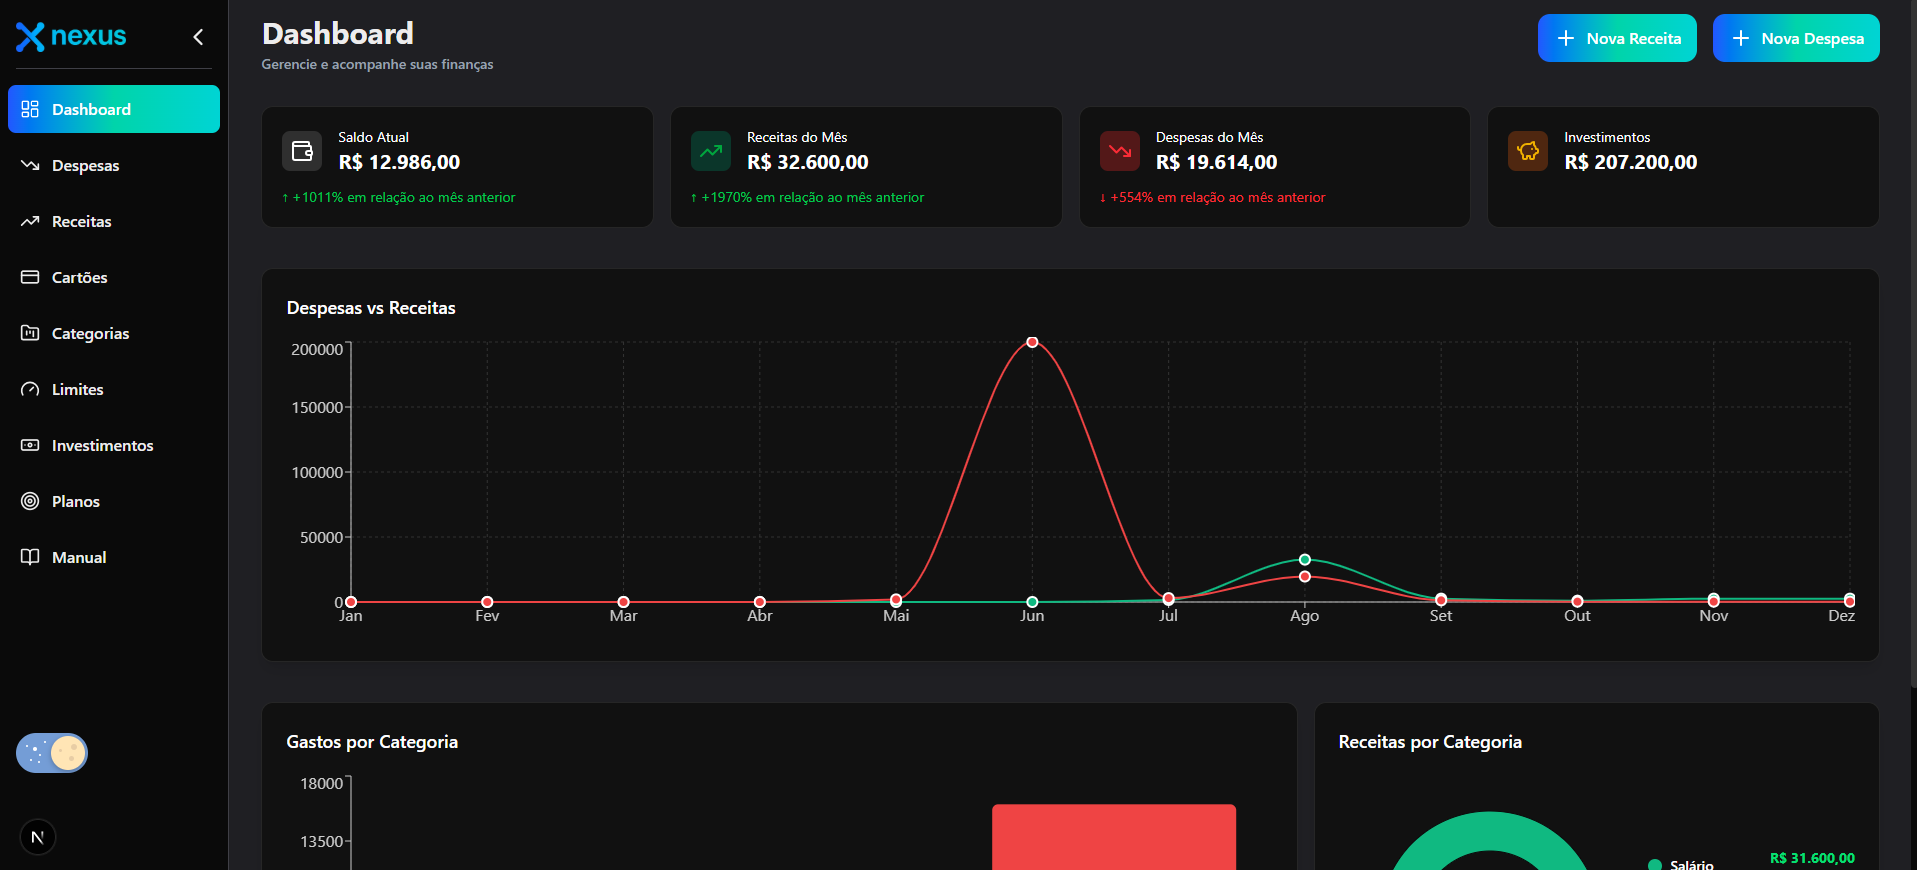 nexus
Dashboard
Despesas
Receitas
Cartões
Categorias
Limites
Investimentos
Planos
Manual
N
Dashboard
Gerencie e acompanhe suas finanças
Nova Receita
Nova Despesa
Saldo Atual
R$ 12.986,00
↑ +1011% em relação ao mês anterior
Receitas do Mês
R$ 32.600,00
↑ +1970% em relação ao mês anterior
Despesas do Mês
R$ 19.614,00
↓ +554% em relação ao mês anterior
Investimentos
R$ 207.200,00
Despesas vs Receitas
200000
150000
100000
50000
0
Jan Fev Mar Abr Mai Jun Jul Ago Set Out Nov Dez
Gastos por Categoria
18000
13500
Receitas por Categoria
Salário R$ 31.600,00